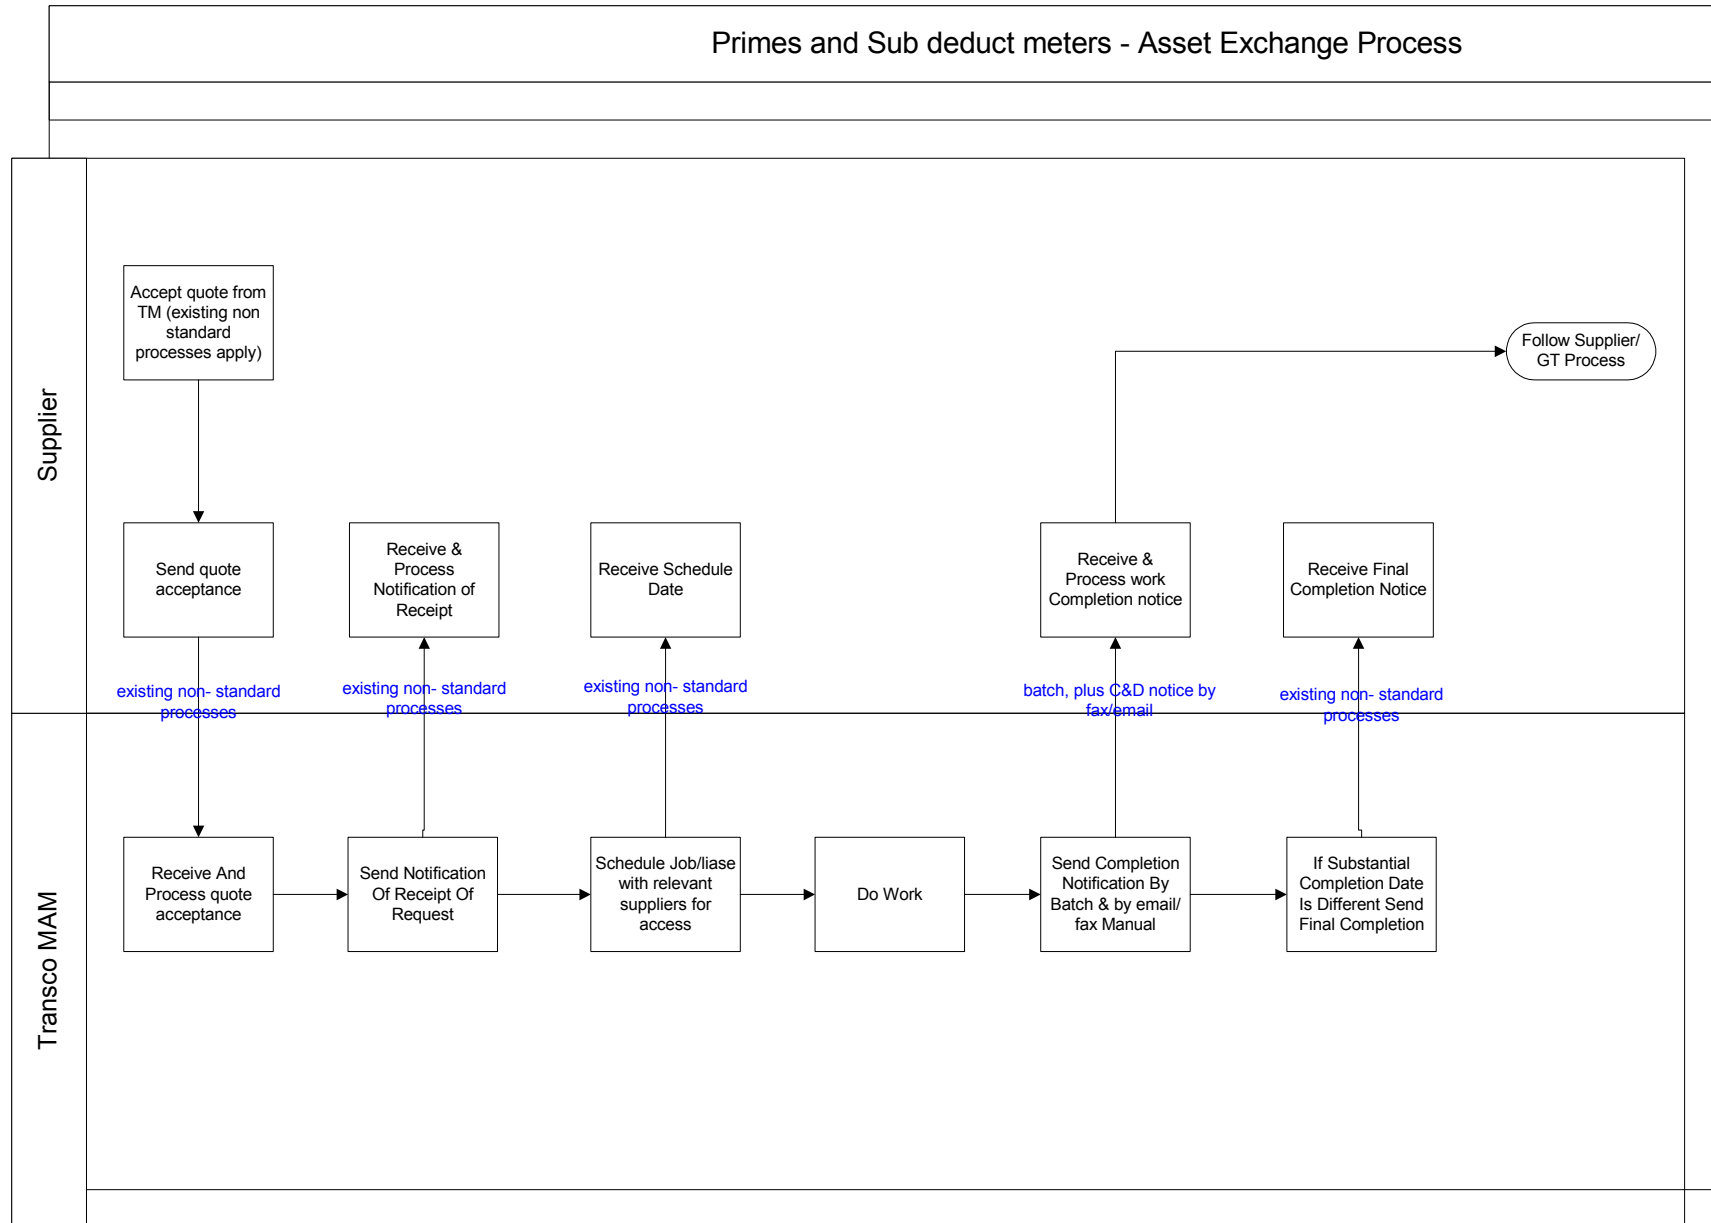 Primes and Sub deduct meters - Asset Exchange Process
Supplier
Accept quote from
TM (existing non
standard
processes apply)
Follow Supplier/
GT Process
Send quote
acceptance
Receive &
Process
Notification of
Receipt
Receive Schedule
Date
Receive &
Process work
Completion notice
Receive Final
Completion Notice
existing non- standard
processes
existing non- standard
processes
existing non- standard
processes
batch, plus C&D notice by
fax/email
existing non- standard
processes
Transco MAM
Receive And
Process quote
acceptance
Send Notification
Of Receipt Of
Request
Schedule Job/liase
with relevant
suppliers for
access
Do Work
Send Completion
Notification By
Batch & by email/
fax Manual
If Substantial
Completion Date
Is Different Send
Final Completion